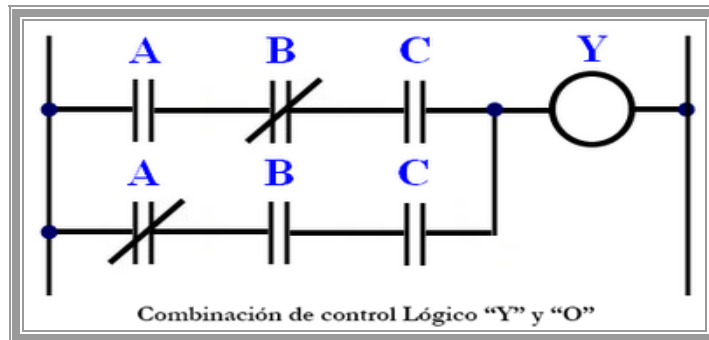 A B C Y
A B C
Combinación de control Lógico “Y” y “O”